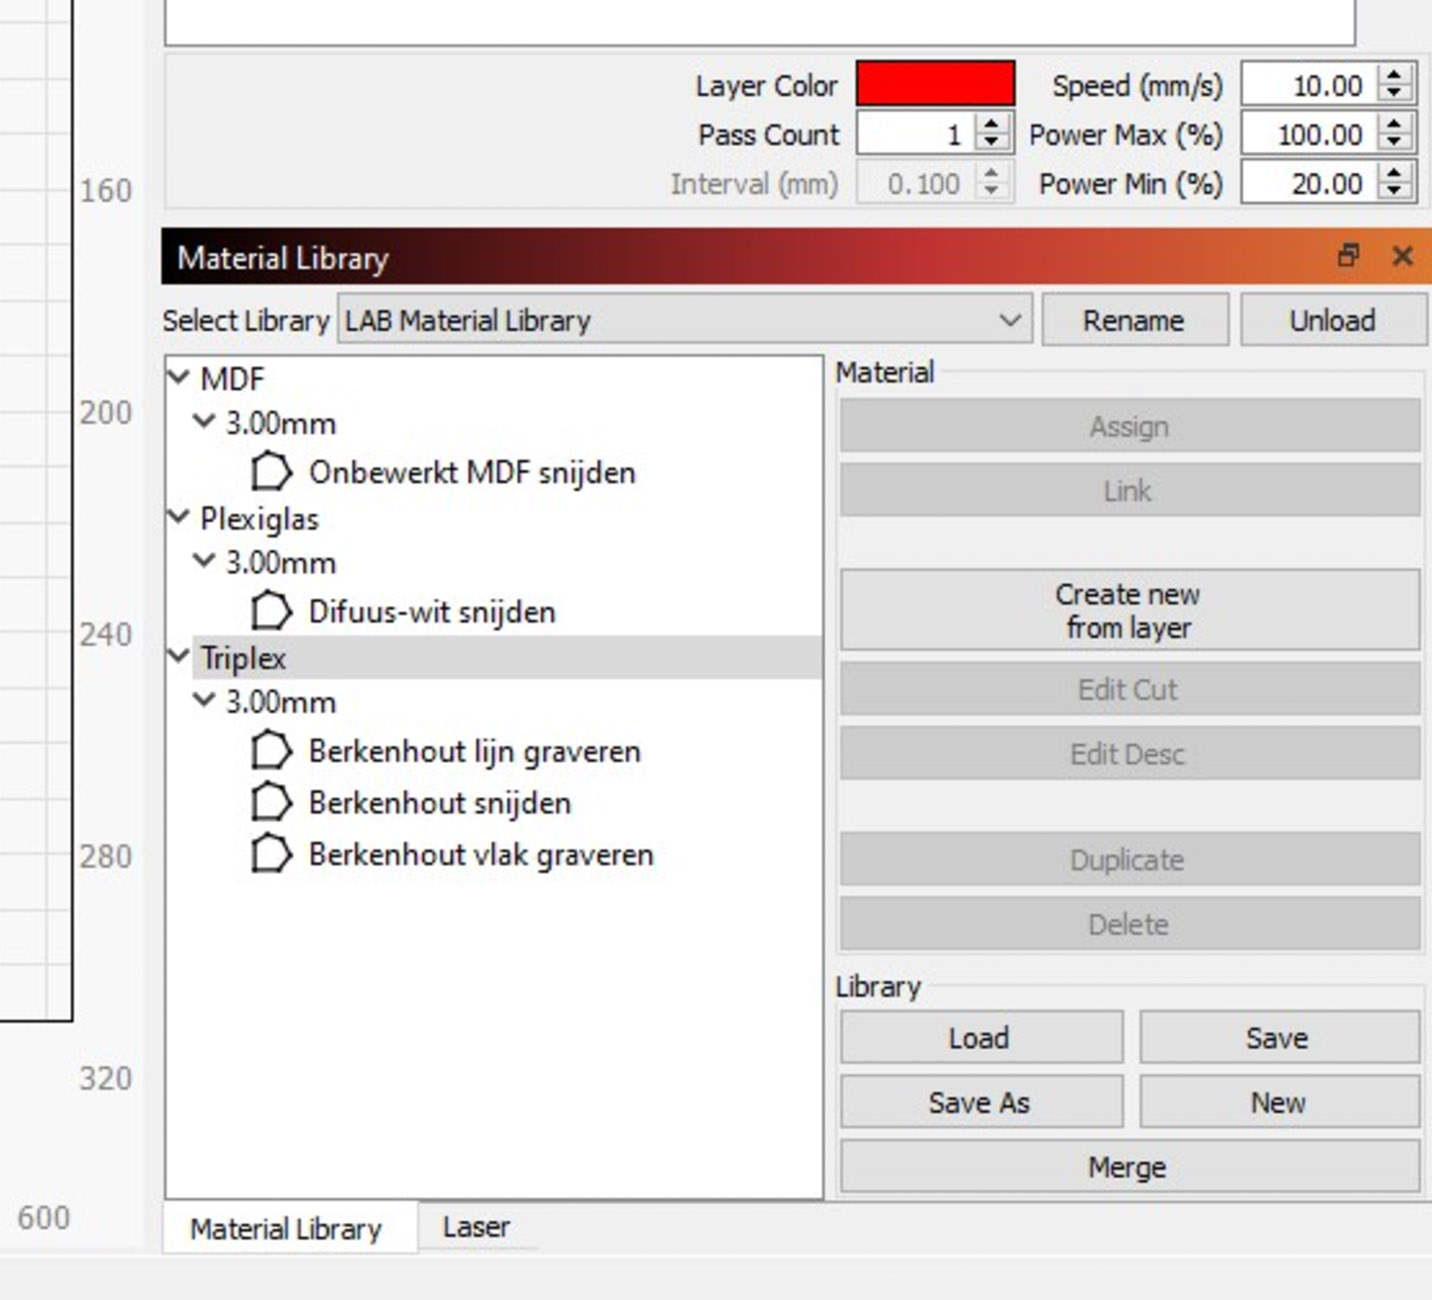 Layer Color Speed (mm/s) 10.00
Pass Count 1 Power Max (%) 100.00
Interval (mm) 0.100 Power Min (%) 20.00
160
Material Library
Select Library LAB Material Library Rename Unload
MDF
3.00mm
Onbewerkt MDF snijden
Plexiglas
3.00mm
Difuus-wit snijden
Triplex
3.00mm
Berkenhout lijn graveren
Berkenhout snijden
Berkenhout vlak graveren
Material
Assign
Link
Create new
from layer
Edit Cut
Edit Desc
Duplicate
Delete
Library
Load Save
Save As New
Merge
200
240
280
320
600
Material Library Laser